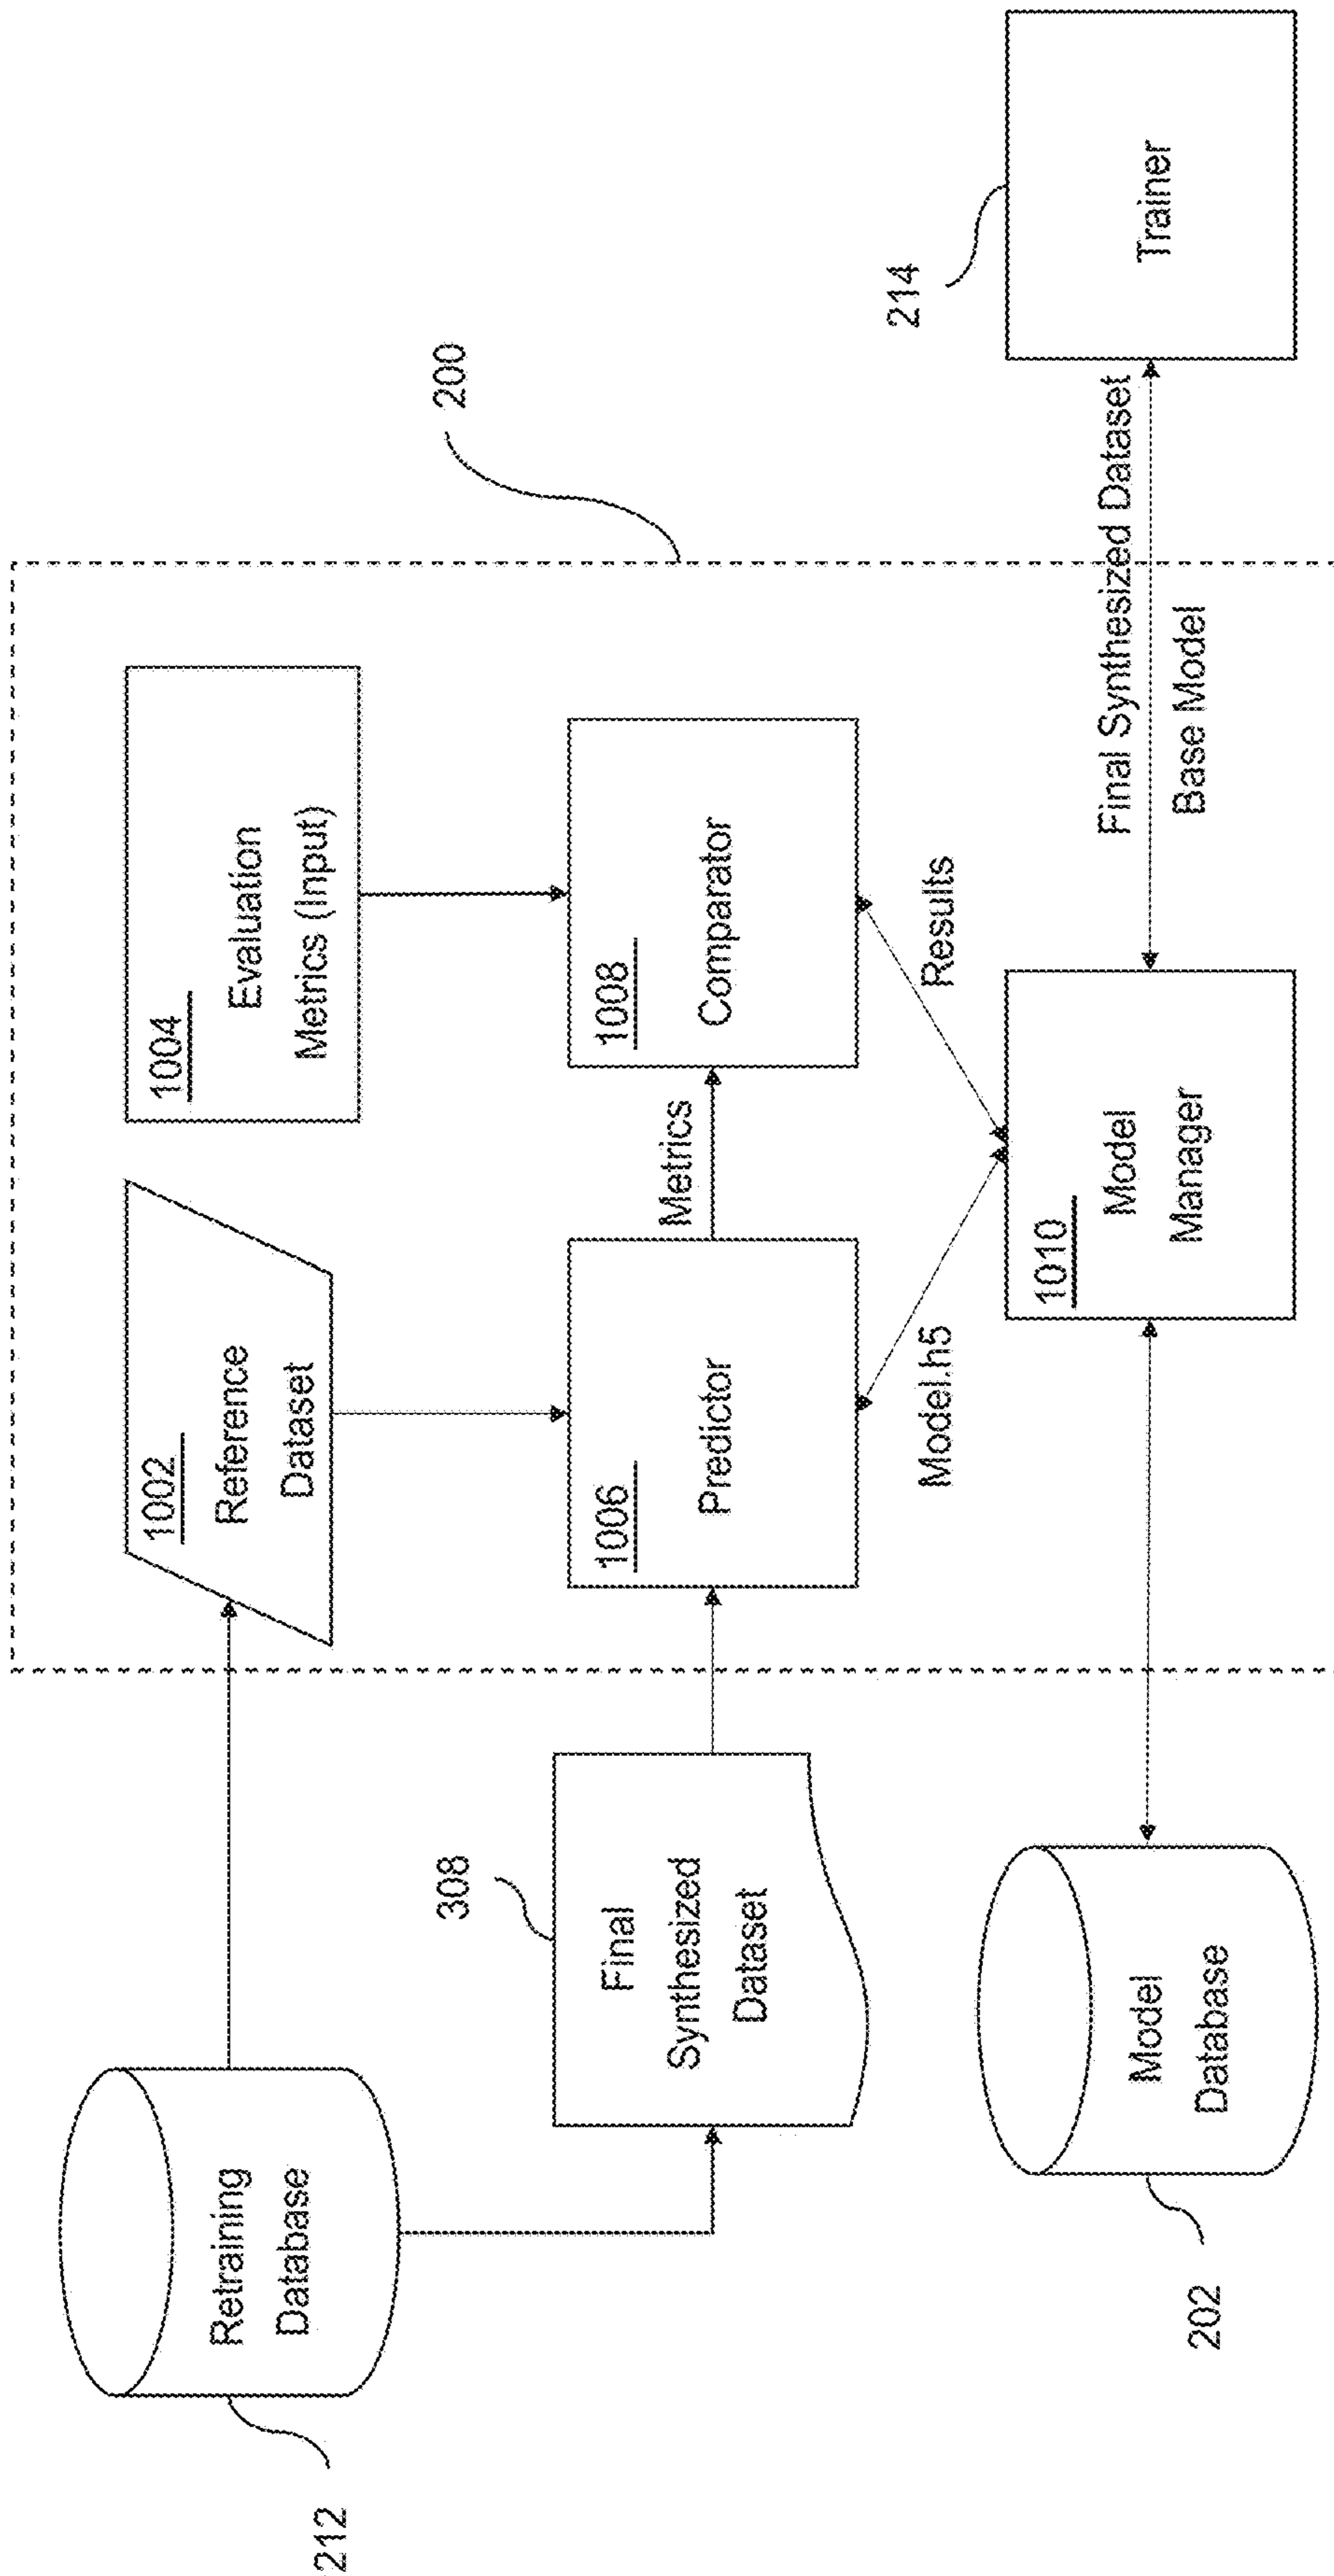 212
Retraining
Database
1002
Reference
Dataset
1004
Evaluation
Metrics (Input)
200
308
Final
Synthesized
Dataset
1006
Predictor
Metrics
1008
Comparator
Model.h5
Results
214
202
Model
Database
1010
Model
Manager
Final Synthesized Dataset
Base Model
Trainer